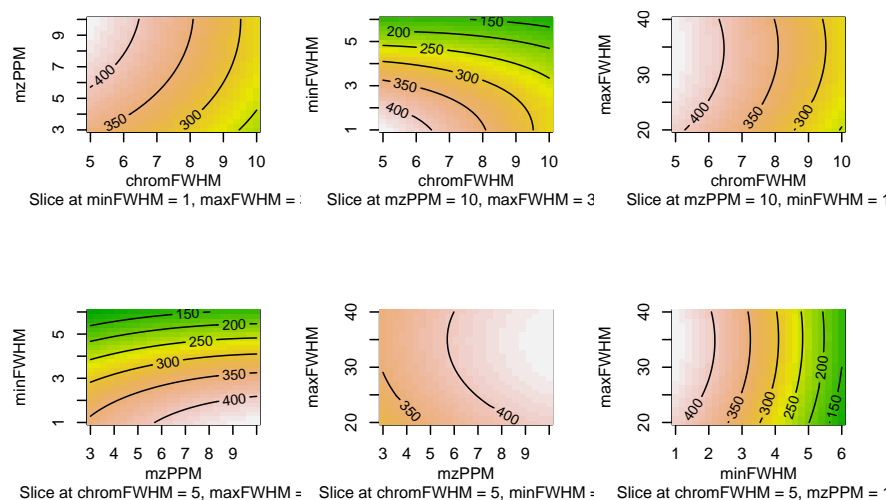 mzPPM
3 5 7 9
400
350
300
5 6 7 8 9 10
chromFWHM
Slice at minFWHM = 1, maxFWHM =
minFWHM
1 3 5
150
200
250
300
350
400
5 6 7 8 9 10
chromFWHM
Slice at mzPPM = 10, maxFWHM = 3
maxFWHM
20 30 40
400
350
300
5 6 7 8 9 10
chromFWHM
Slice at mzPPM = 10, minFWHM = 1
minFWHM
1 3 5
150
200
250
300
350
400
3 4 5 6 7 8 9
mzPPM
Slice at chromFWHM = 5, maxFWHM =
maxFWHM
20 30 40
350
400
3 4 5 6 7 8 9
mzPPM
Slice at chromFWHM = 5, minFWHM =
maxFWHM
20 30 40
400
350
300
250
200
150
1 2 3 4 5 6
minFWHM
Slice at chromFWHM = 5, mzPPM = 1